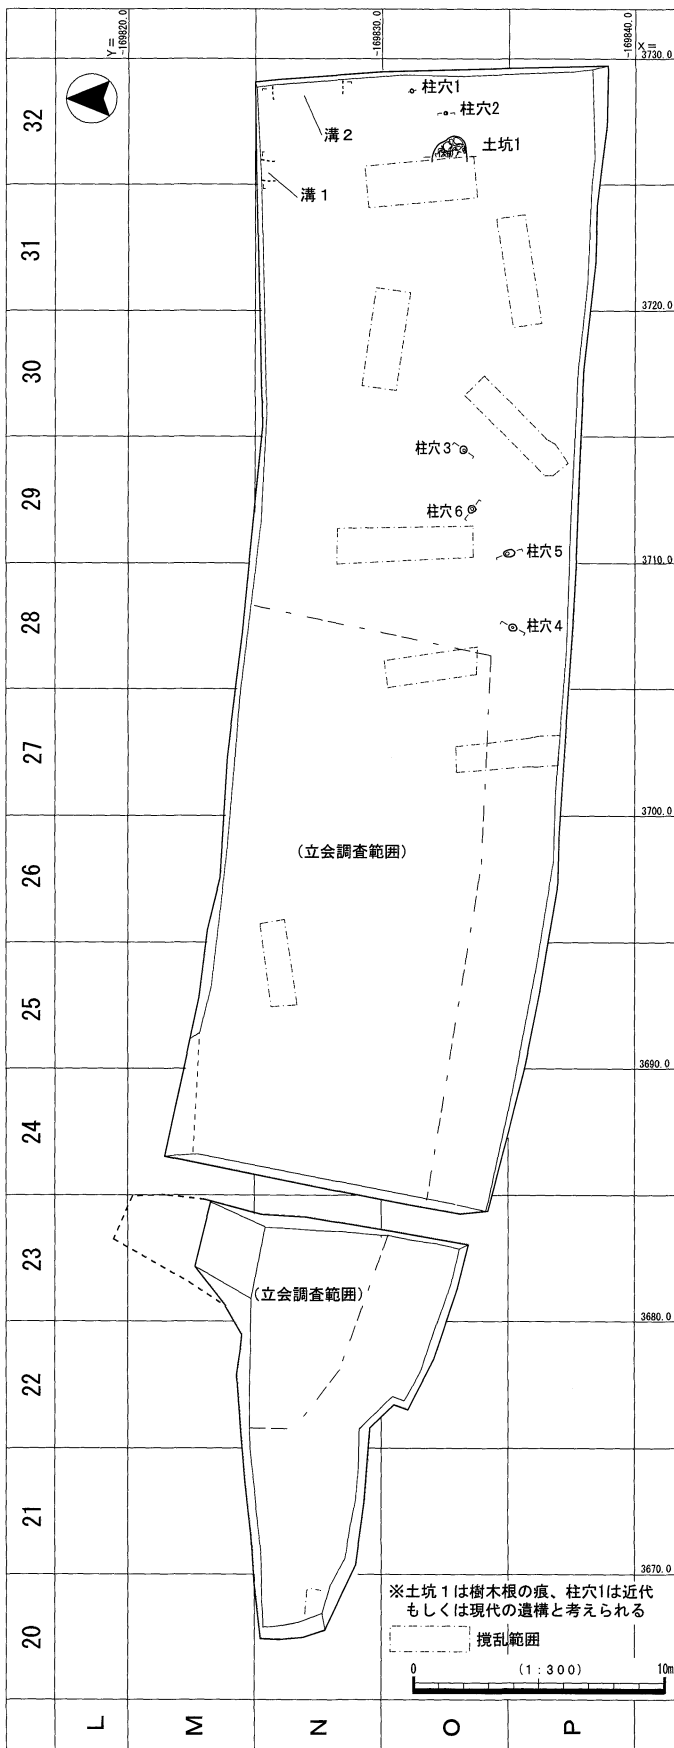 Y=
-169820.0
-169830.0
-169840.0
X=
3730.0
32
柱穴1
柱穴2
溝2
土坑1
溝1
31
3720.0
30
柱穴3
29
柱穴6
柱穴5
3710.0
28
柱穴4
27
3700.0
(立会調査範囲)
26
25
3690.0
24
23
(立会調査範囲)
3680.0
22
21
3670.0
※土坑1は樹木根の痕、柱穴1は近代
もしくは現代の遺構と考えられる
20
撹乱範囲
0 (1:300) 10m
L M N O P